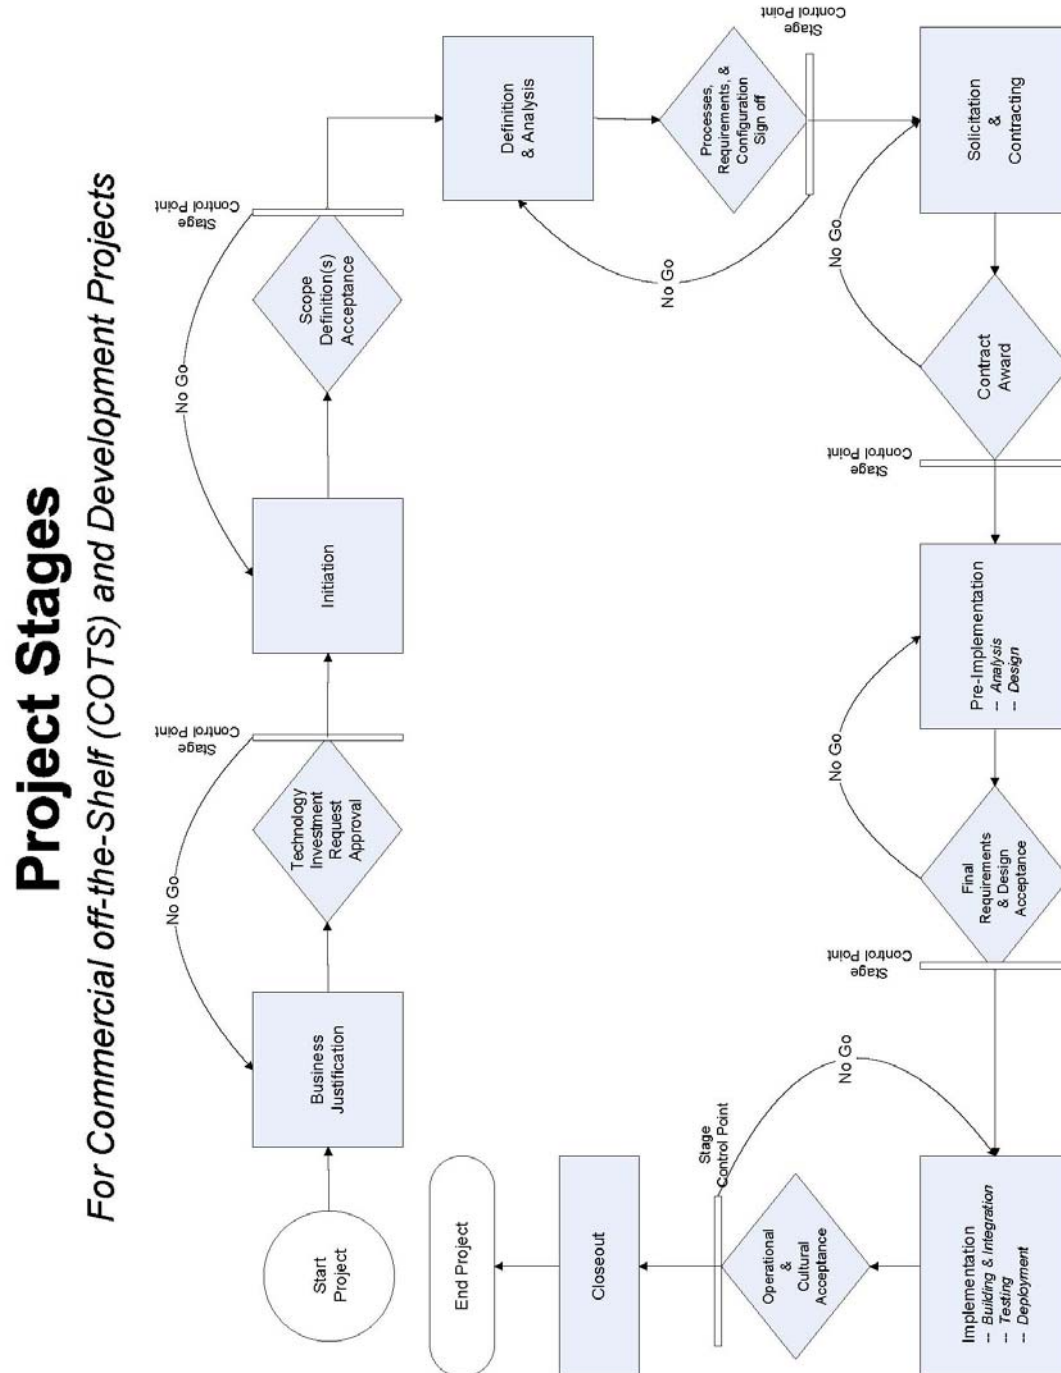 Project Stages
For Commercial off-the-Shelf (COTS) and Development Projects
Start
Project
Business
Justification
No Go
Technology
Investment
Request
Approval
Stage
Control Point
Initiation
No Go
Scope
Definition(s)
Acceptance
Stage
Control Point
Definition
& Analysis
No Go
Processes,
Requirements, &
Configuration
Sign off
Stage
Control Point
Solicitation
&
Contracting
No Go
Contract
Award
Stage
Control Point
Pre-Implementation
-- Analysis
-- Design
No Go
Final
Requirements
& Design
Acceptance
Stage
Control Point
Implementation
-- Building & Integration
-- Testing
-- Deployment
No Go
Operational
&
Cultural
Acceptance
Stage
Control Point
Closeout
End Project